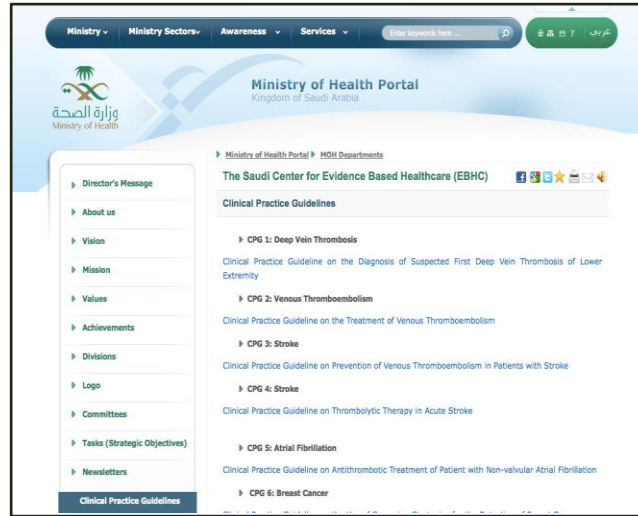 Ministry
Ministry Sectors
Awareness
Services
Enter keywords here ...
?
عربي
وزارة الصحة
Ministry of Health
Ministry of Health Portal
Kingdom of Saudi Arabia
Ministry of Health Portal
MOH Departments
The Saudi Center for Evidence Based Healthcare (EBHC)
Clinical Practice Guidelines
Director's Message
About us
Vision
Mission
Values
Achievements
Divisions
Logo
Committees
Tasks (Strategic Objectives)
Newsletters
Clinical Practice Guidelines
CPG 1: Deep Vein Thrombosis
Clinical Practice Guideline on the Diagnosis of Suspected First Deep Vein Thrombosis of Lower
Extremity
CPG 2: Venous Thromboembolism
Clinical Practice Guideline on the Treatment of Venous Thromboembolism
CPG 3: Stroke
Clinical Practice Guideline on Prevention of Venous Thromboembolism in Patients with Stroke
CPG 4: Stroke
Clinical Practice Guideline on Thrombolytic Therapy in Acute Stroke
CPG 5: Atrial Fibrillation
Clinical Practice Guideline on Antithrombotic Treatment of Patient with Non-valvular Atrial Fibrillation
CPG 6: Breast Cancer